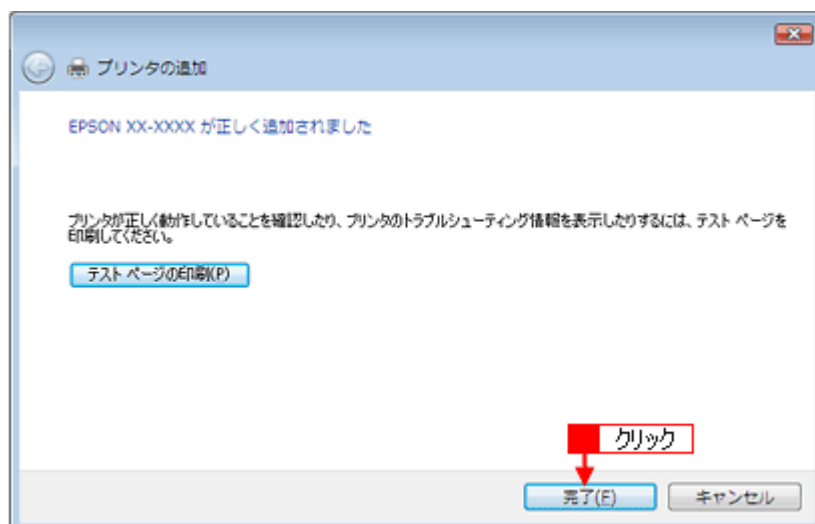 プリンタの追加
EPSON XX-XXXX が正しく追加されました
プリンタが正しく動作していることを確認したり、プリンタのトラブルシューティング情報を表示したりするには、テスト ページを
印刷してください。
テスト ページの印刷(P)
クリック
完了(F) キャンセル